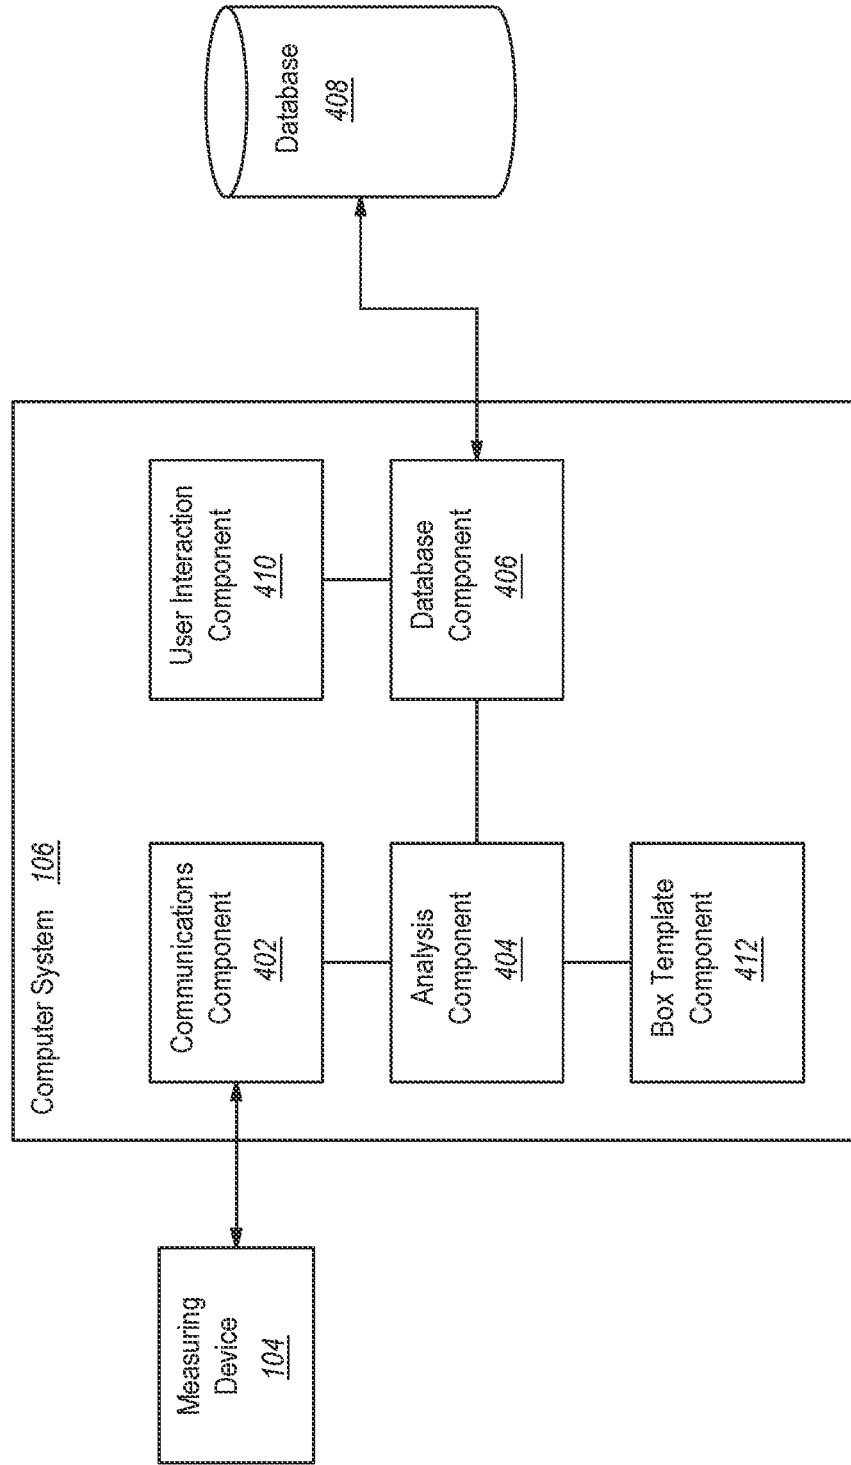 Computer System 106
Measuring
Device
104
Communications
Component
402
User Interaction
Component
410
Database
408
Analysis
Component
404
Database
Component
406
Box Template
Component
412